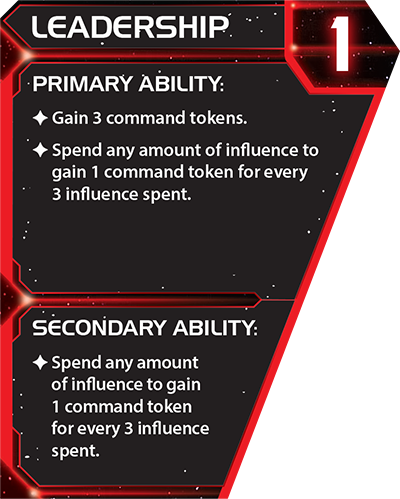 LEADERSHIP
1
PRIMARY ABILITY:
Gain 3 command tokens.
Spend any amount of influence to
gain 1 command token for every
3 influence spent.
SECONDARY ABILITY:
Spend any amount
of influence to gain
1 command token
for every 3 influence
spent.